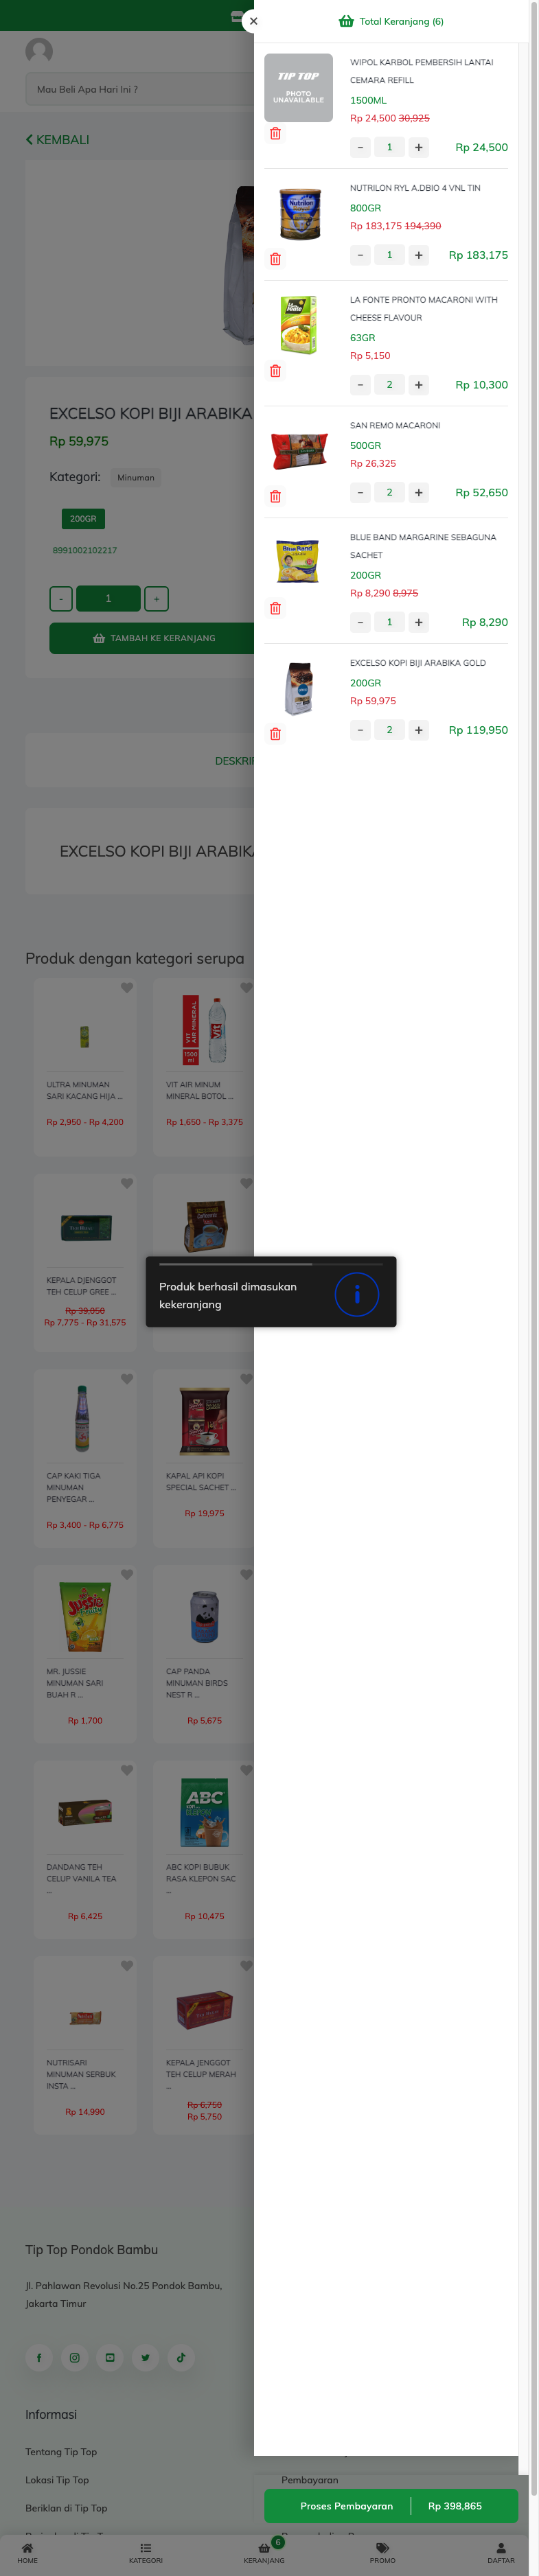 Total Keranjang (6)
Mau Beli Apa Hari Ini ?
KEMBALI
EXCELSO KOPI BIJI ARABIKA
Rp 59,975
Kategori: Minuman
200GR
8991002102217
- 1 +
TAMBAH KE KERANJANG
EXCELSO KOPI BIJI
Produk dengan kategori serupa
TIP TOP
PHOTO
UNAVAILABLE
WIPOL KARBOL PEMBERSIH LANTAI
CEMARA REFILL
1500ML
Rp 24,500 30,925
- 1 + Rp 24,500
NUTRILON RYL A.DBIO 4 VNL TIN
800GR
Rp 183,175 194,390
- 1 + Rp 183,175
LA FONTE PRONTO MACARONI WITH
CHEESE FLAVOUR
63GR
Rp 5,150
- 2 + Rp 10,300
SAN REMO MACARONI
500GR
Rp 26,325
- 2 + Rp 52,650
BLUE BAND MARGARINE SEBAGUNA
SACHET
200GR
Rp 8,290 8,975
- 1 + Rp 8,290
EXCELSO KOPI BIJI ARABIKA GOLD
200GR
Rp 59,975
- 2 + Rp 119,950
ULTRA MINUMAN
SARI KACANG HIJA ...
Rp 2,950 - Rp 4,200
VIT
AIR MINERAL
1500
ml
VIT AIR MINUM
MINERAL BOTOL ...
Rp 1,650 - Rp 3,375
KEPALA DJENGGOT
TEH CELUP GREE ...
Rp 39,050
Rp 7,775 - Rp 31,575
Produk berhasil dimasukan
kekeranjang
CAP KAKI TIGA
MINUMAN
PENYEGAR ...
Rp 3,400 - Rp 6,775
KAPAL API KOPI
SPECIAL SACHET ...
Rp 19,975
MR. JUSSIE
MINUMAN SARI
BUAH R ...
Rp 1,700
CAP PANDA
MINUMAN BIRDS
NEST R ...
Rp 5,675
DANDANG TEH
CELUP VANILA TEA
...
Rp 6,425
ABC
ABC KOPI BUBUK
RASA KLEPON SAC
...
Rp 10,475
NUTRISARI
MINUMAN SERBUK
INSTA ...
Rp 14,990
KEPALA JENGGOT
TEH CELUP MERAH
...
Rp 6,750
Rp 5,750
Tip Top Pondok Bambu
Jl. Pahlawan Revolusi No.25 Pondok Bambu,
Jakarta Timur
Informasi
Tentang Tip Top
Lokasi Tip Top
Pembayaran
Beriklan di Tip Top
Proses Pembayaran Rp 398,865
HOME
KATEGORI
6
KERANJANG
PROMO
DAFTAR